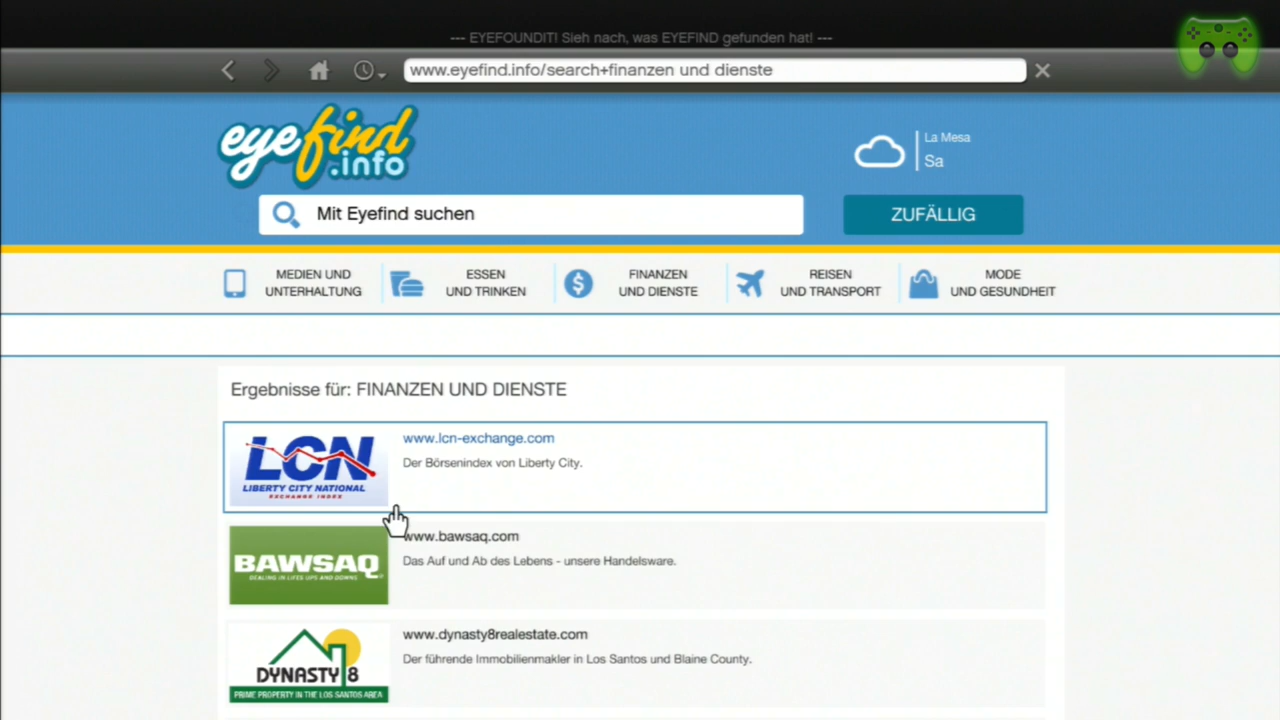 --- EYEFOUNDIT! Sieh nach, was EYEFIND gefunden hat! ---
www.eyefind.info/search+finanzen und dienste
eyefind
.info
La Mesa
Sa
Mit Eyefind suchen
ZUFÄLLIG
MEDIEN UND
UNTERHALTUNG
ESSEN
UND TRINKEN
FINANZEN
UND DIENSTE
REISEN
UND TRANSPORT
MODE
UND GESUNDHEIT
Ergebnisse für: FINANZEN UND DIENSTE
LCN
LIBERTY CITY NATIONAL
EXCHANGE INDEX
www.lcn-exchange.com
Der Börsenindex von Liberty City.
BAWSAQ
DEALING IN LIFES UPS AND DOWNS
www.bawsaq.com
Das Auf und Ab des Lebens - unsere Handelsware.
DYNASTY 8
PRIME PROPERTY IN THE LOS SANTOS AREA
www.dynasty8realestate.com
Der führende Immobilienmakler in Los Santos und Blaine County.